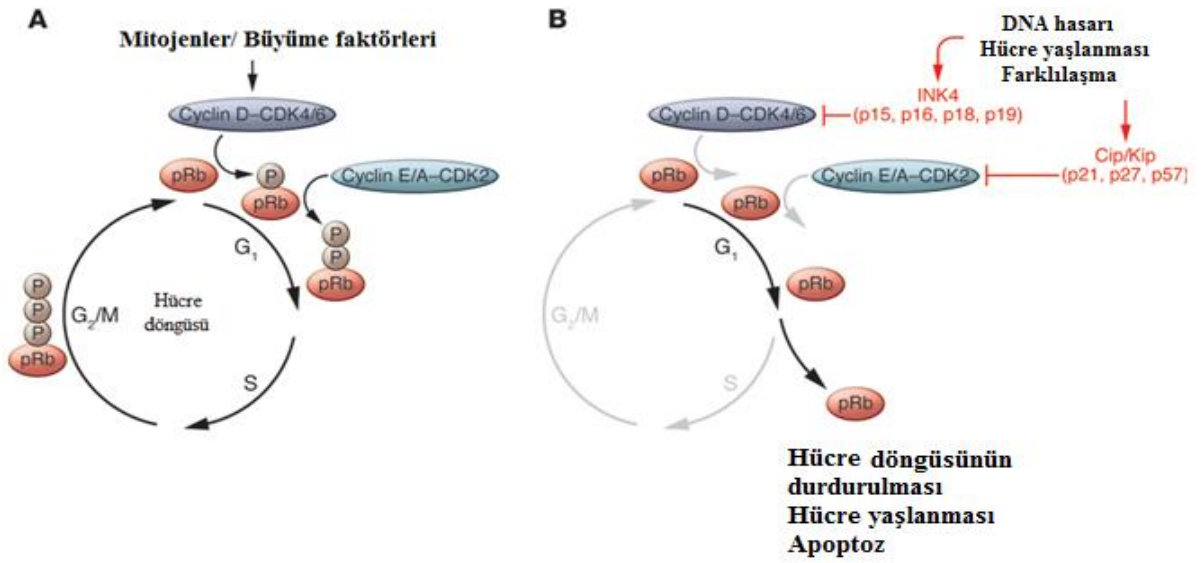 A
Mitojenler/ Büyüme faktörleri
Cyclin D–CDK4/6
pRb
P
pRb
Cyclin E/A–CDK2
P
P
pRb
G₁
P
P
P
pRb
G₂/M
Hücre
döngüsü
S
B
DNA hasarı
Hücre yaşlanması
Farklılaşma
INK4
(p15, p16, p18, p19)
Cyclin D–CDK4/6
Cip/Kip
(p21, p27, p57)
Cyclin E/A–CDK2
pRb
pRb
G₁
pRb
G₂/M
S
pRb
Hücre döngüsünün
durdurulması
Hücre yaşlanması
Apoptoz